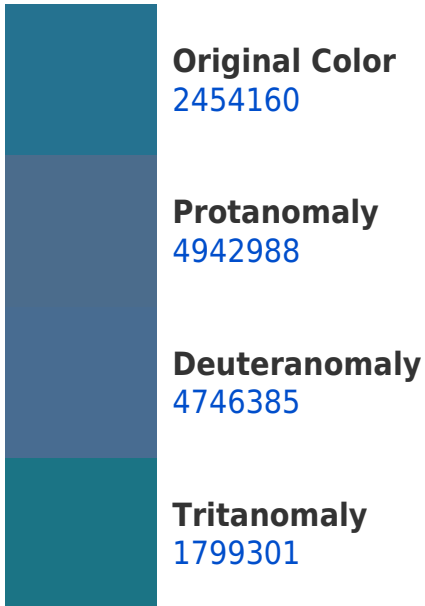 Original Color
2454160
Protanomaly
4942988
Deuteranomaly
4746385
Tritanomaly
1799301